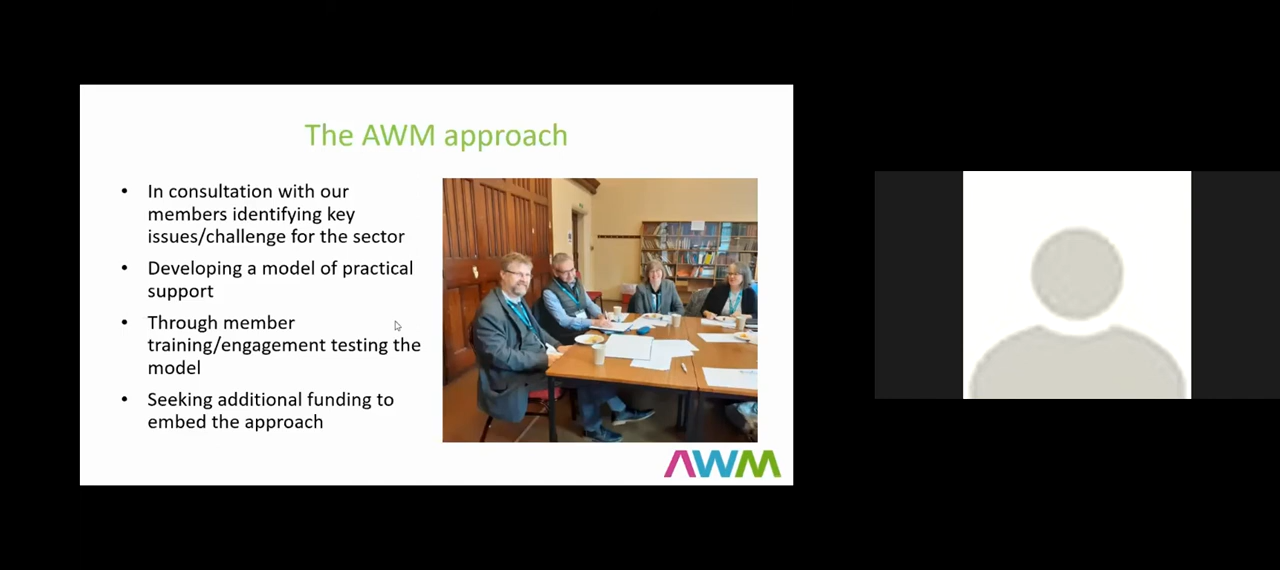 The AWM approach
• In consultation with our
members identifying key
issues/challenge for the sector
• Developing a model of practical
support
• Through member
training/engagement testing the
model
• Seeking additional funding to
embed the approach
AWM